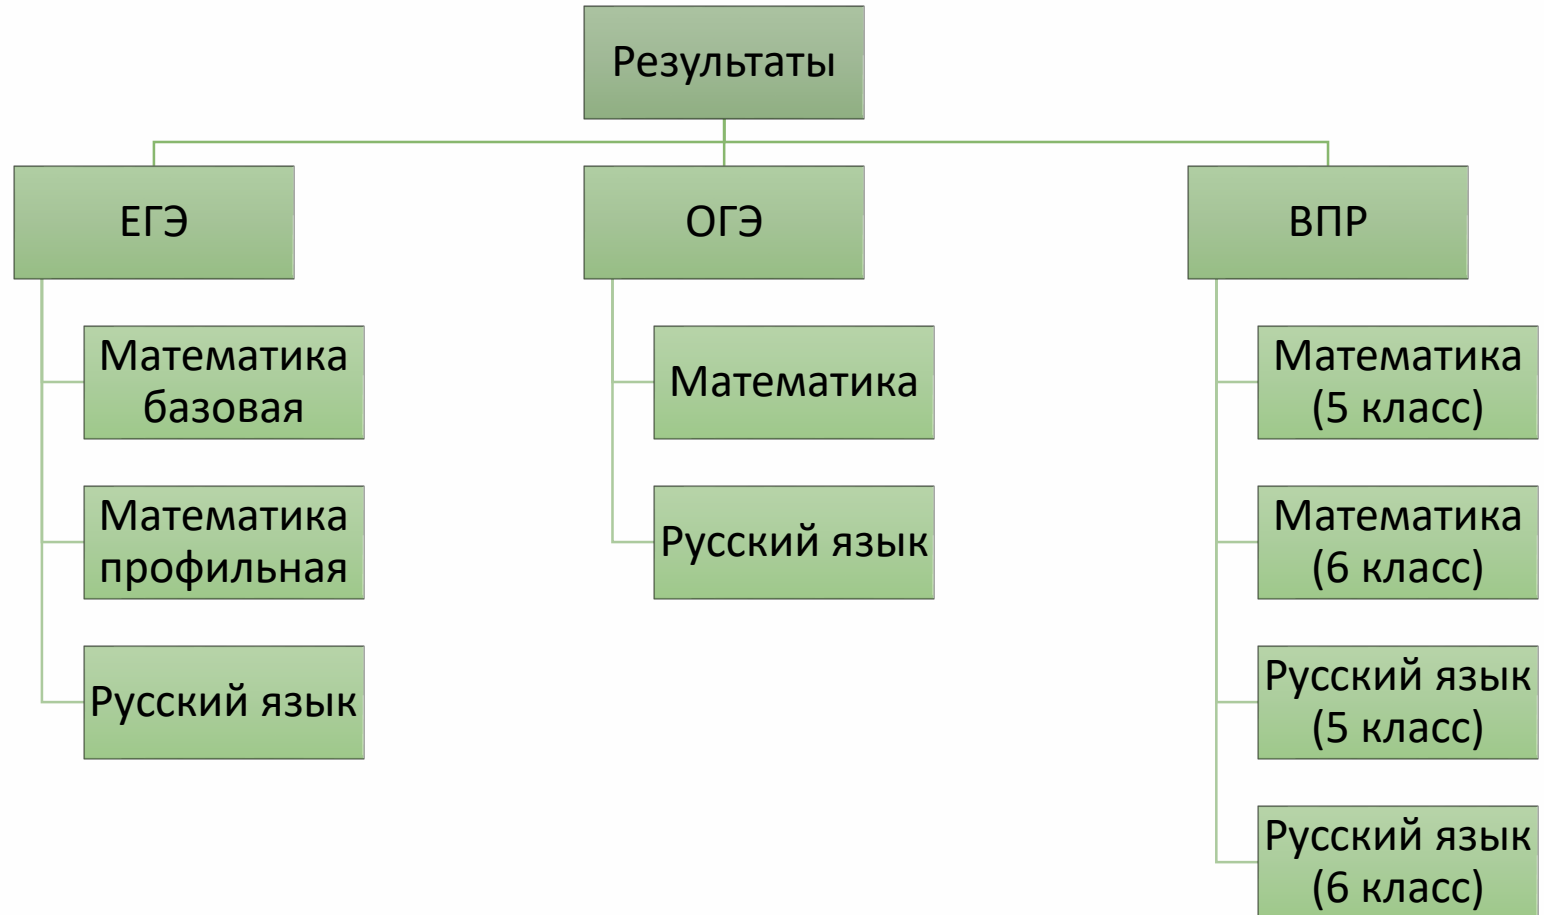 Результаты
ЕГЭ
Математика
базовая
Математика
профильная
Русский язык
ОГЭ
Математика
Русский язык
ВПР
Математика
(5 класс)
Математика
(6 класс)
Русский язык
(5 класс)
Русский язык
(6 класс)